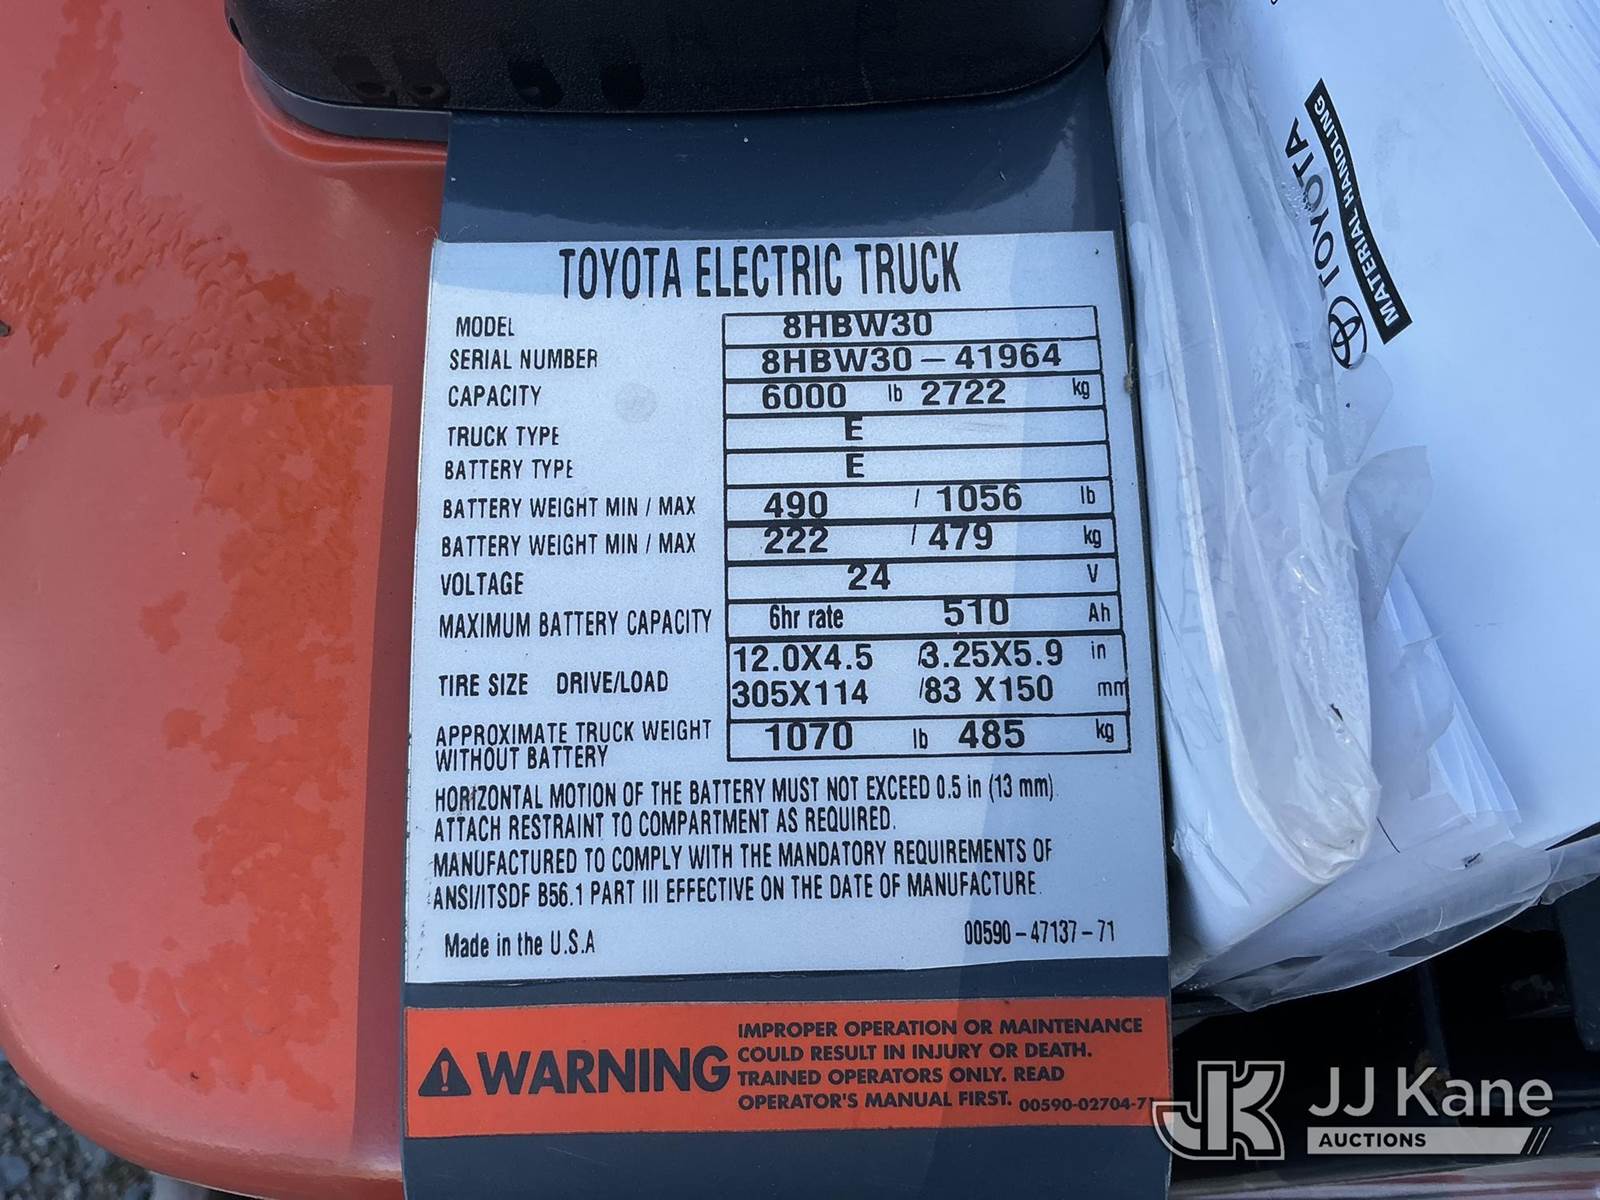 TOYOTA ELECTRIC TRUCK
MODEL 8HBW30
SERIAL NUMBER 8HBW30-41964
CAPACITY 6000 lb 2722 kg
TRUCK TYPE E
BATTERY TYPE E
BATTERY WEIGHT MIN / MAX 490 / 1056 lb
BATTERY WEIGHT MIN / MAX 222 / 479 kg
VOLTAGE 24 V
MAXIMUM BATTERY CAPACITY 6hr rate 510 Ah
TIRE SIZE DRIVE/LOAD 12.0X4.5 /3.25X5.9 in
305X114 /83 X150 mm
APPROXIMATE TRUCK WEIGHT
WITHOUT BATTERY 1070 lb 485 kg
HORIZONTAL MOTION OF THE BATTERY MUST NOT EXCEED 0.5 in (13 mm).
ATTACH RESTRAINT TO COMPARTMENT AS REQUIRED.
MANUFACTURED TO COMPLY WITH THE MANDATORY REQUIREMENTS OF
ANSI/ITSDF B56.1 PART III EFFECTIVE ON THE DATE OF MANUFACTURE.
Made in the U.S.A 00590-47137-71
WARNING
IMPROPER OPERATION OR MAINTENANCE
COULD RESULT IN INJURY OR DEATH.
TRAINED OPERATORS ONLY. READ
OPERATOR'S MANUAL FIRST. 00590-02704-71
TOYOTA
MATERIAL HANDLING
JK JJ Kane
AUCTIONS